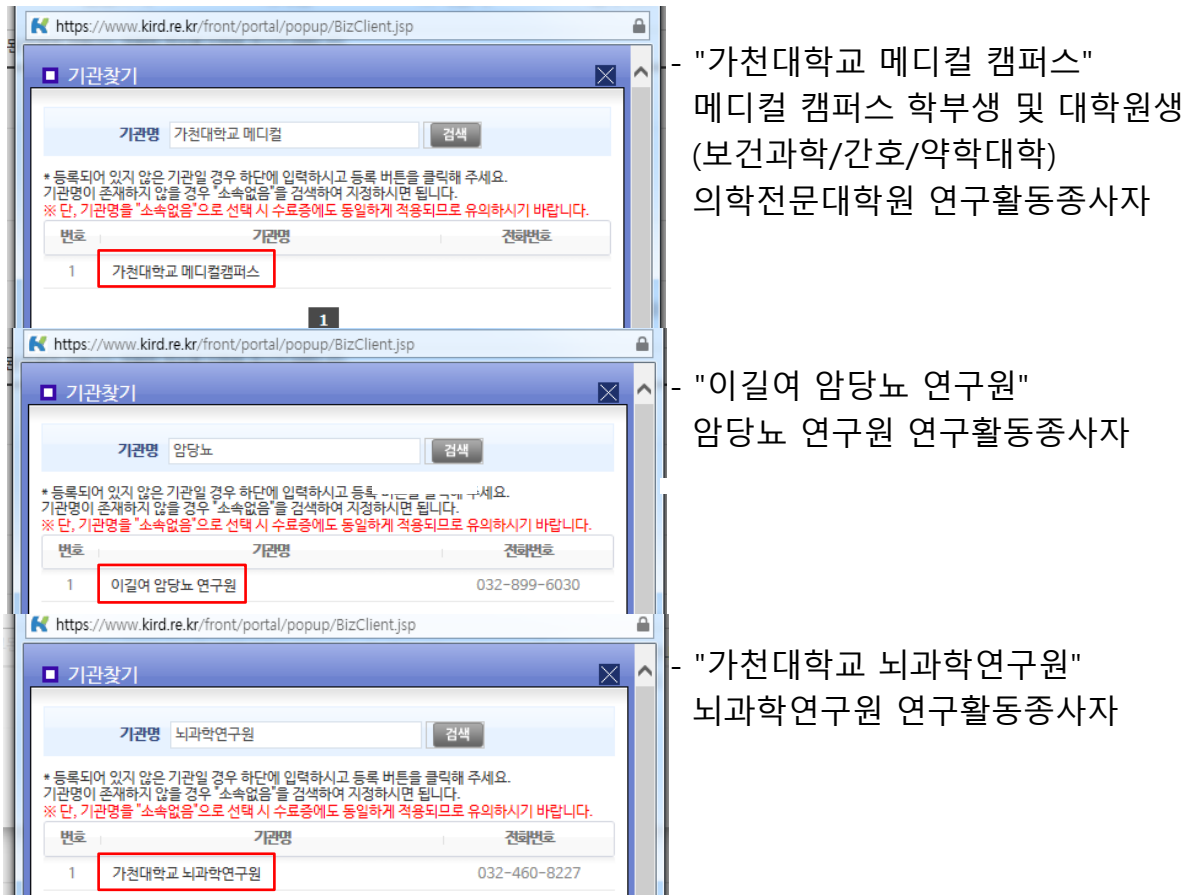 https://www.kird.re.kr/front/portal/popup/BizClient.jsp
기관찾기
기관명 가천대학교 메디컬 검색
* 등록되어 있지 않은 기관일 경우 하단에 입력하시고 등록 버튼을 클릭해 주세요.
기관명이 존재하지 않을 경우 "소속없음"을 검색하여 지정하시면 됩니다.
※ 단, 기관명을 "소속없음"으로 선택 시 수료증에도 동일하게 적용되므로 유의하시기 바랍니다.
번호 기관명 전화번호
1 가천대학교 메디컬캠퍼스
1
- "가천대학교 메디컬 캠퍼스"
메디컬 캠퍼스 학부생 및 대학원생
(보건과학/간호/약학대학)
의학전문대학원 연구활동종사자
https://www.kird.re.kr/front/portal/popup/BizClient.jsp
기관찾기
기관명 암당뇨 검색
* 등록되어 있지 않은 기관일 경우 하단에 입력하시고 등록
기관명이 존재하지 않을 경우 "소속없음"을 검색하여 지정하시면 됩니다.
※ 단, 기관명을 "소속없음"으로 선택 시 수료증에도 동일하게 적용되므로 유의하시기 바랍니다.
번호 기관명 전화번호
1 이길여 암당뇨 연구원 032-899-6030
- "이길여 암당뇨 연구원"
암당뇨 연구원 연구활동종사자
https://www.kird.re.kr/front/portal/popup/BizClient.jsp
기관찾기
기관명 뇌과학연구원 검색
* 등록되어 있지 않은 기관일 경우 하단에 입력하시고 등록 버튼을 클릭해 주세요.
기관명이 존재하지 않을 경우 "소속없음"을 검색하여 지정하시면 됩니다.
※ 단, 기관명을 "소속없음"으로 선택 시 수료증에도 동일하게 적용되므로 유의하시기 바랍니다.
번호 기관명 전화번호
1 가천대학교 뇌과학연구원 032-460-8227
- "가천대학교 뇌과학연구원"
뇌과학연구원 연구활동종사자